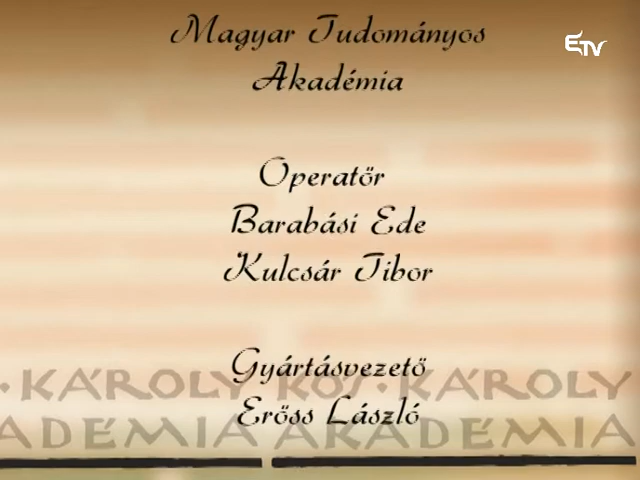 Magyar Tudományos
ETV
Akadémia
Operatőr
Barabási Ede
Kulcsár Tibor
Gyártásvezető
· KÁROLY KÓS · KÁROLY
Erőss László
ADÉMIA AKADÉMIA